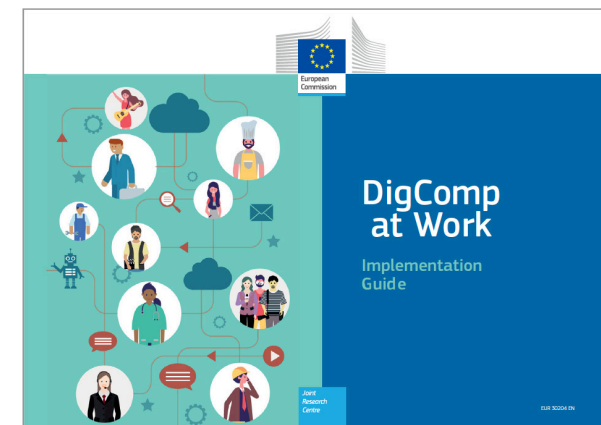 European
Commission
DigComp
at Work
Implementation
Guide
Joint
Research
Centre
EUR 30204 EN